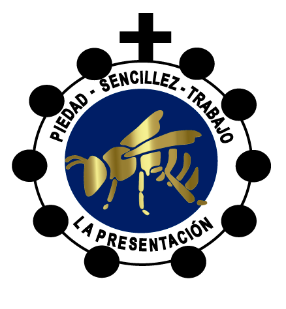 PIEDAD - SENCILLEZ - TRABAJO
LA PRESENTACIÓN